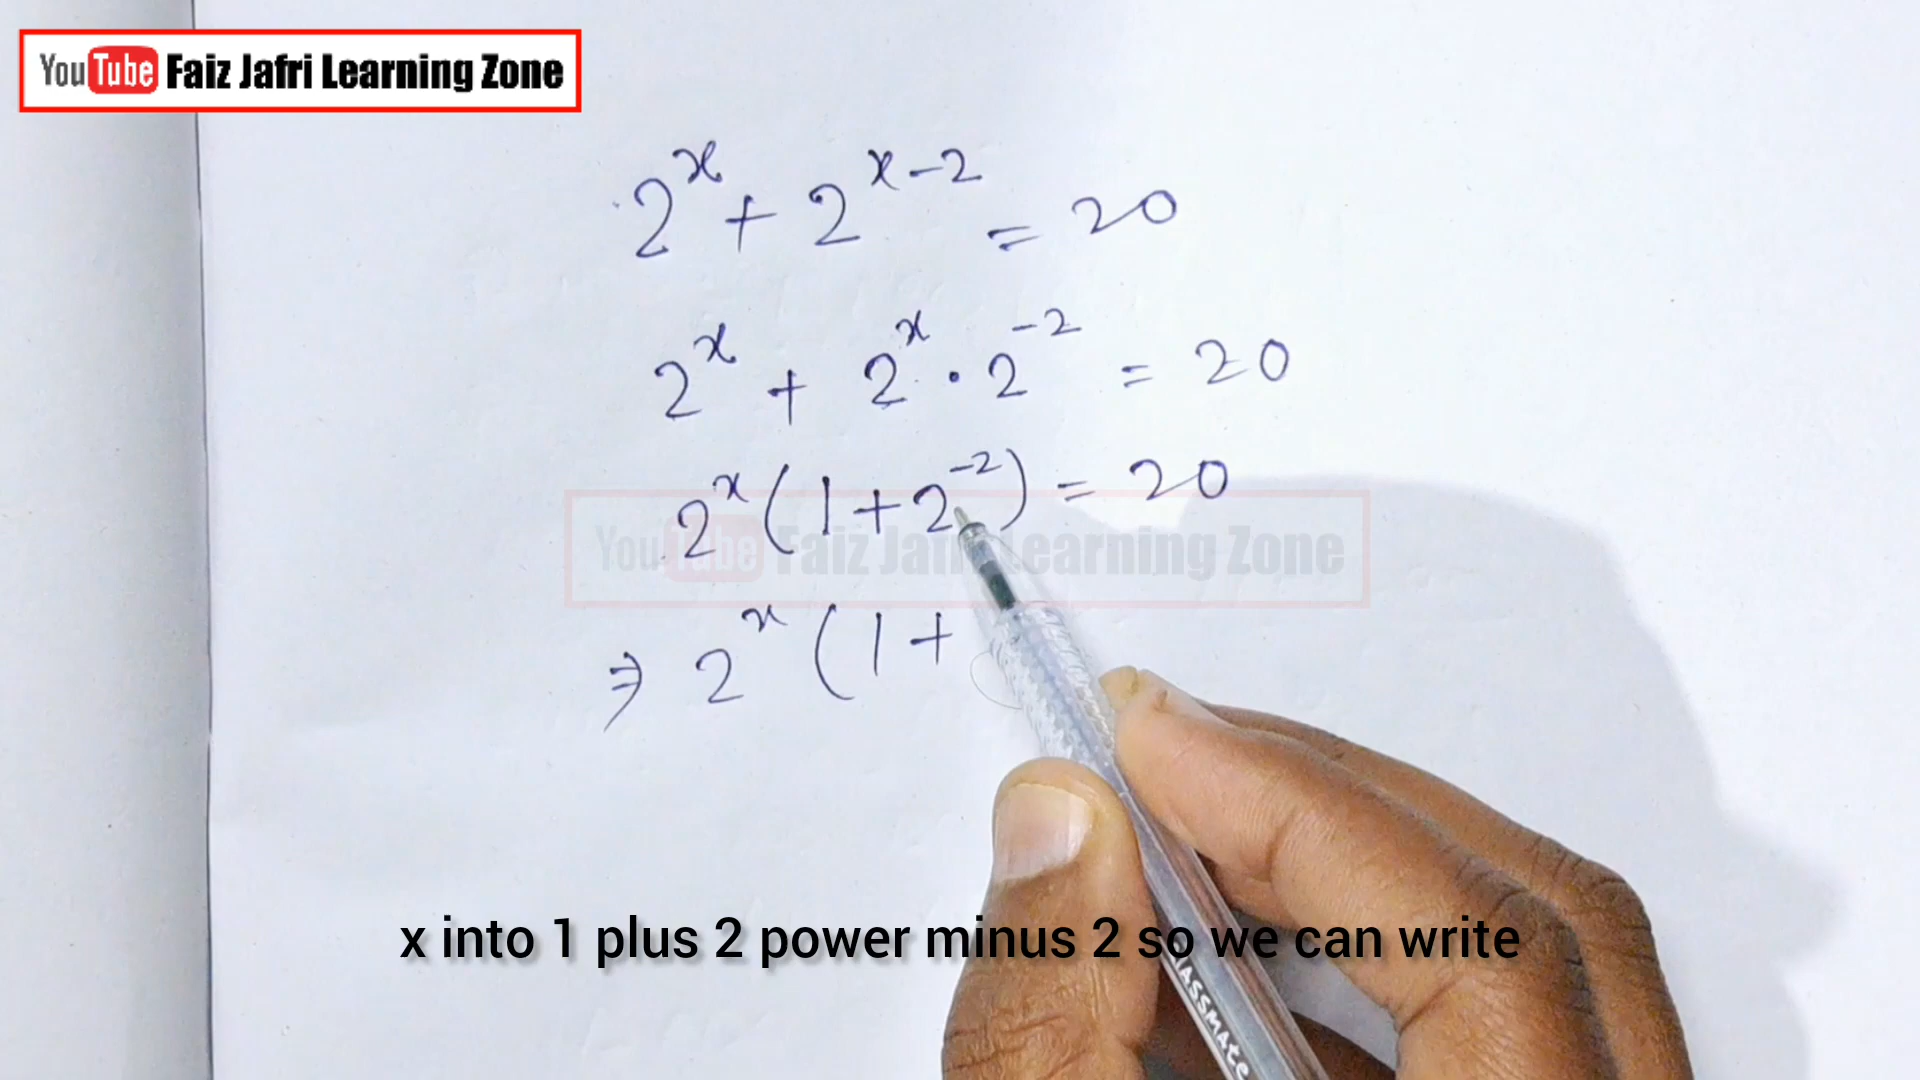 YouTube Faiz Jafri Learning Zone
2^x + 2^(x-2) = 20
2^x + 2^x · 2^(-2) = 20
2^x (1 + 2^(-2)) = 20
YouTube Faiz Jafri Learning Zone
⇒ 2^x (1 +
x into 1 plus 2 power minus 2 so we can write
CLASSMATE